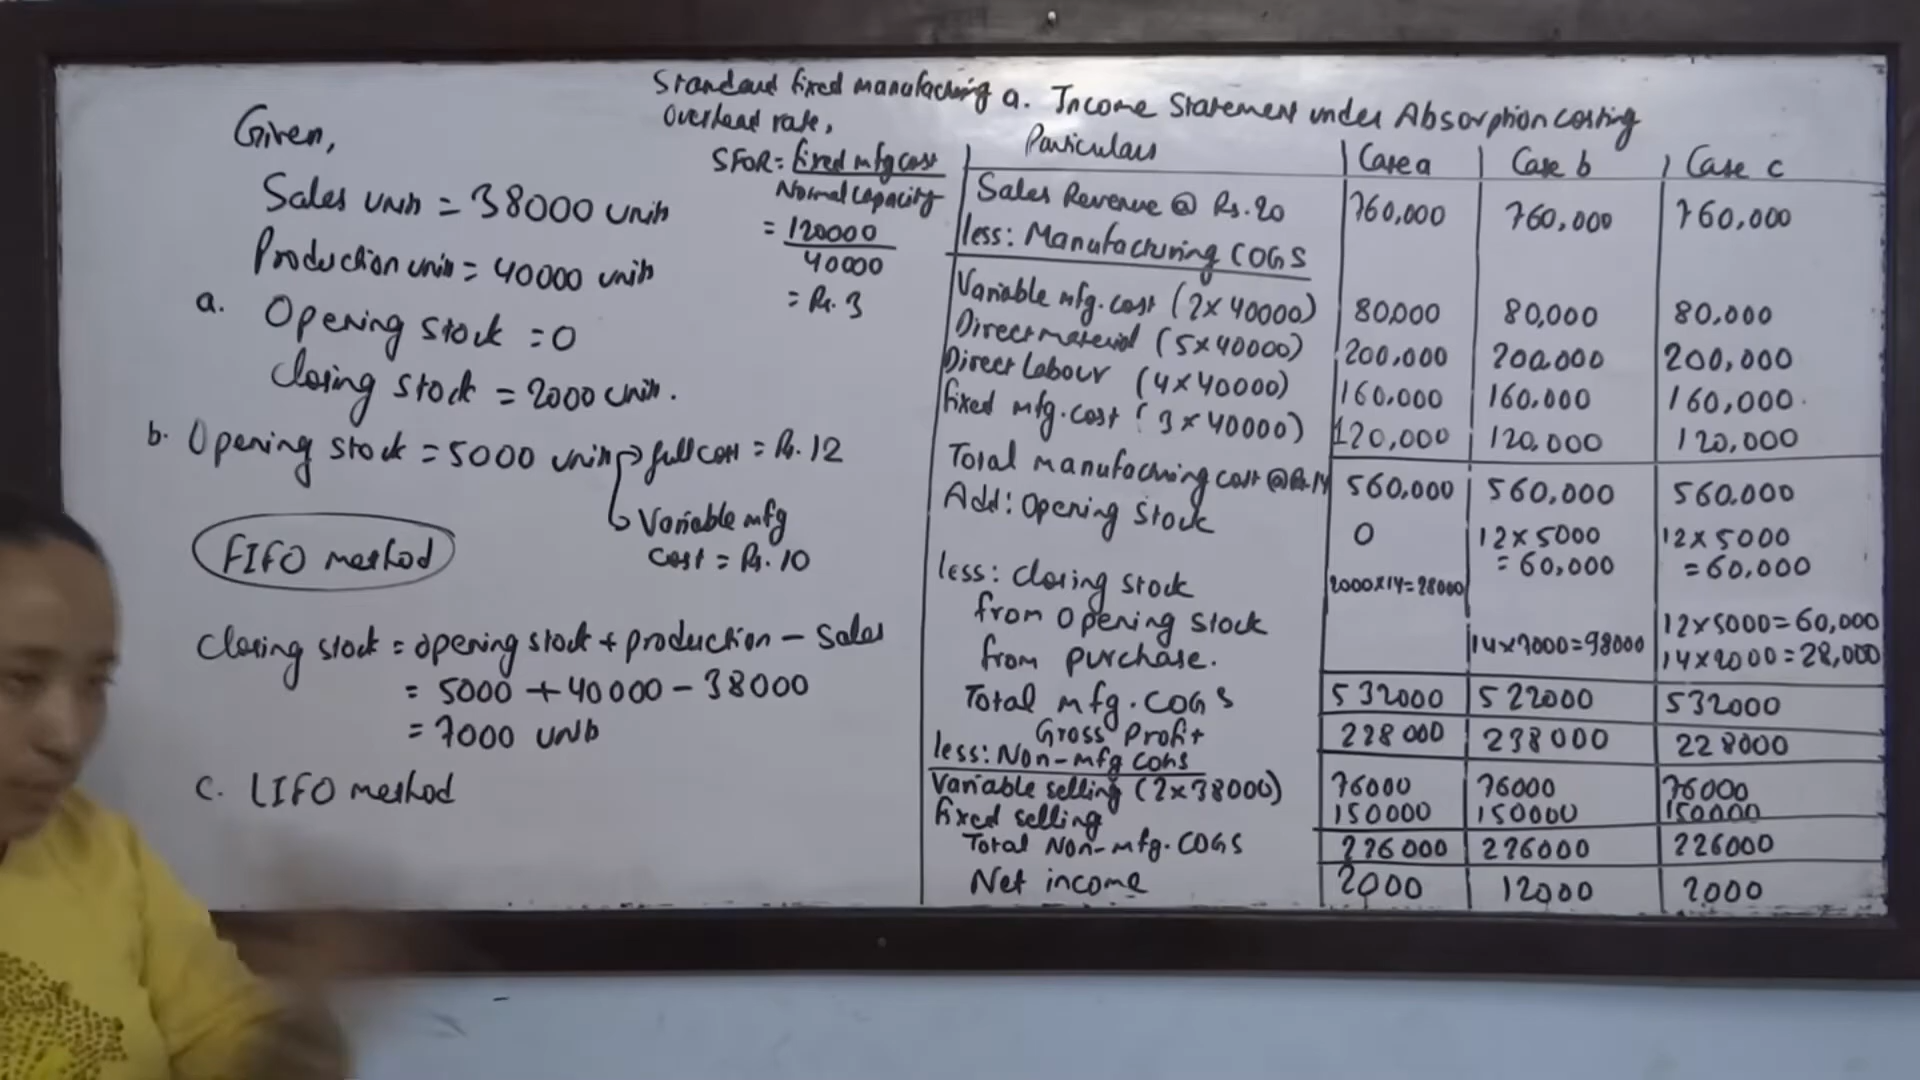 Given,
Sales units = 38000 units
Production units = 40000 units
a. Opening stock = 0
Closing stock = 2000 units.
b. Opening stock = 5000 units → full cost = Rs. 12
Variable mfg
cost = Rs. 10
FIFO method
Closing stock = opening stock + production - sales
= 5000 + 40000 - 38000
= 7000 units
c. LIFO method
Standard fixed manufacturing
Overhead rate,
SFOR = fixed mfg cost
Normal capacity
= 120000
40000
= Rs. 3
a. Income Statement under Absorption costing
Particulars | Case a | Case b | Case c
Sales Revenue @ Rs. 20 760,000 760,000 760,000
less: Manufacturing COGS
Variable mfg. cost (2 x 40000) 80,000 80,000 80,000
Direct material (5 x 40000) 200,000 200,000 200,000
Direct Labour (4 x 40000) 160,000 160,000 160,000
fixed mfg. cost (3 x 40000) 120,000 120,000 120,000
Total manufacturing cost @ Rs. 14 560,000 560,000 560,000
Add: Opening Stock 0 12 x 5000 12 x 5000
= 60,000 = 60,000
less: closing stock 2000 x 14 = 28000
from Opening stock 12 x 5000 = 60,000
from purchase. 14 x 7000 = 98000 14 x 2000 = 28,000
Total mfg. COGS 532000 522000 532000
Gross Profit 228000 238000 228000
less: Non-mfg costs
Variable selling (2 x 38000) 76000 76000 76000
fixed selling 150000 150000 150000
Total Non-mfg. COGS 226000 226000 226000
Net income 2000 12000 2000